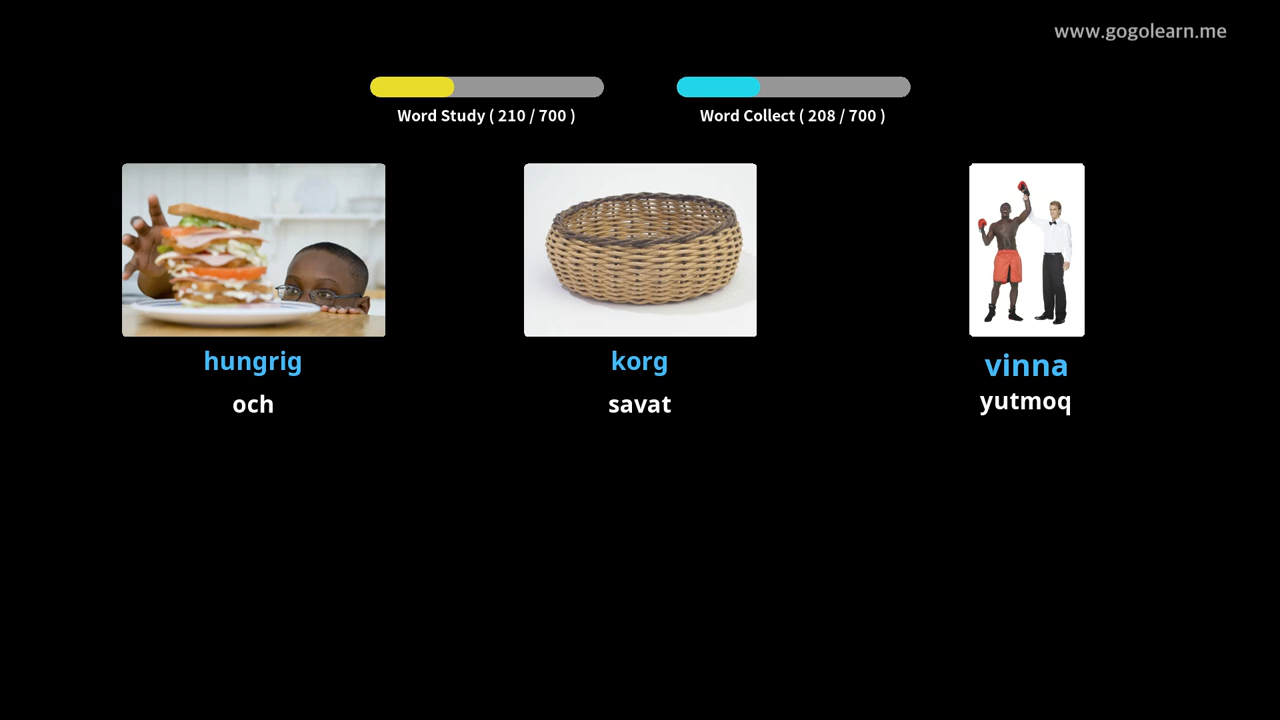 www.gogolearn.me
Word Study ( 210 / 700 )
Word Collect ( 208 / 700 )
hungrig
korg
vinna
och
savat
yutmoq